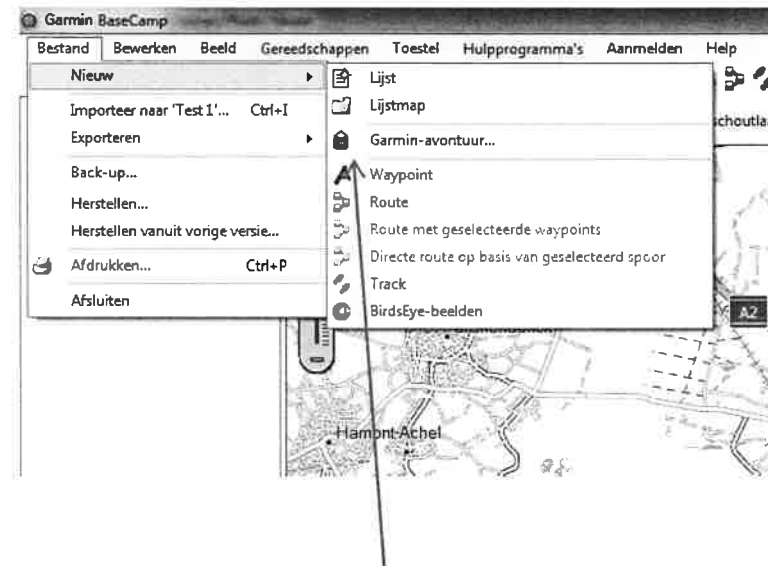 Garmin BaseCamp
Bestand Bewerken Beeld Gereedschappen Toestel Hulpprogramma's Aanmelden Help
Nieuw
Importeer naar 'Test 1'... Ctrl+I
Exporteren
Back-up...
Herstellen...
Herstellen vanuit vorige versie...
Afdrukken... Ctrl+P
Afsluiten
Lijst
Lijstmap
Garmin-avontuur...
Waypoint
Route
Route met geselecteerde waypoints
Directe route op basis van geselecteerd spoor
Track
BirdsEye-beelden
schoutla
A2
Hamont-Achel